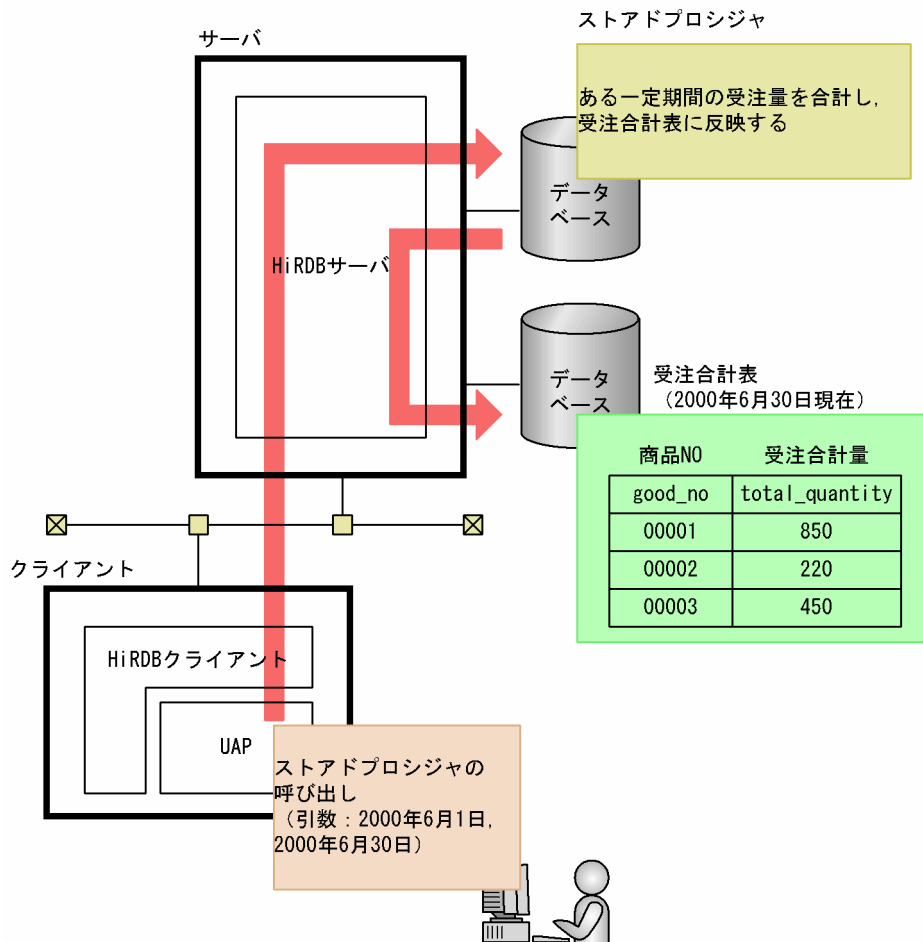 ストアドプロシジャ
サーバ
ある一定期間の受注量を合計し，
受注合計表に反映する
データ
ベース
HiRDBサーバ
データ
ベース
受注合計表
（2000年6月30日現在）
商品NO 受注合計量
good_no total_quantity
00001 850
00002 220
00003 450
クライアント
HiRDBクライアント
UAP
ストアドプロシジャの
呼び出し
（引数：2000年6月1日，
2000年6月30日）